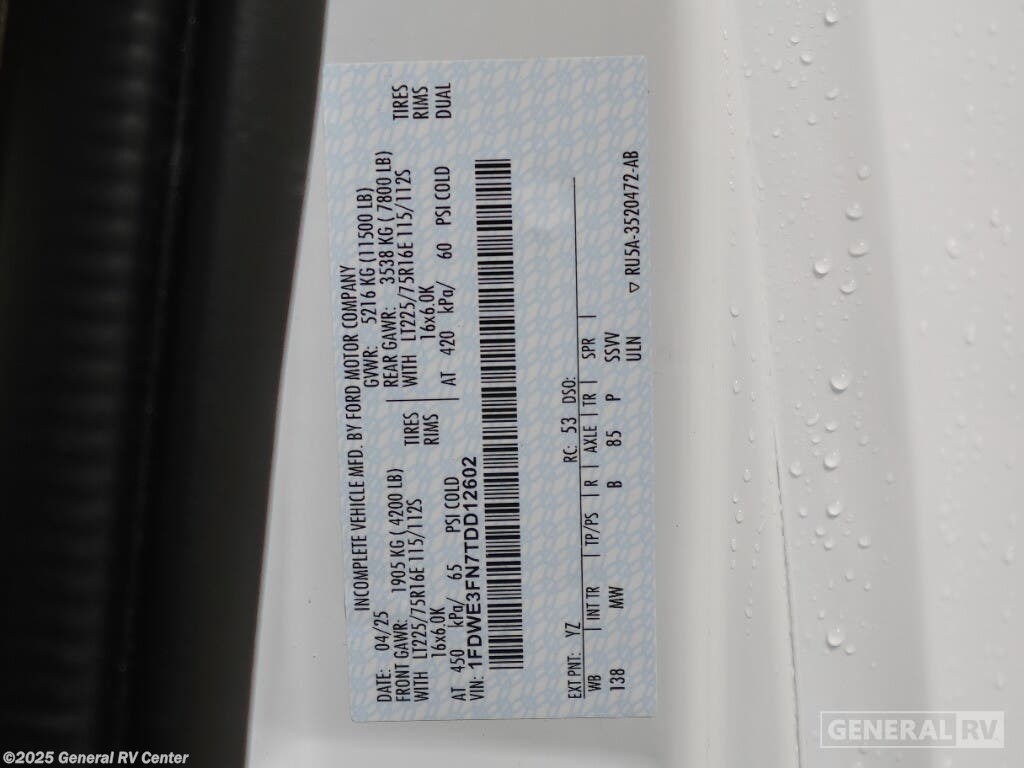 INCOMPLETE VEHICLE MFD. BY FORD MOTOR COMPANY
DATE: 04/25 GVWR: 5216 KG (11500 LB)
FRONT GAWR: 1905 KG (4200 LB) REAR GAWR: 3538 KG (7800 LB)
WITH LT225/75R16E 115/112S TIRES WITH LT225/75R16E 115/112S TIRES
16x6.0K RIMS 16x6.0K RIMS
AT 450 kPa/ 65 PSI COLD AT 420 kPa/ 60 PSI COLD DUAL
VIN: 1FDWE3FN7TDD12602
EXT PNT: YZ RC: 53 DSO:
WB INT TR TP/PS R AXLE TR SPR
138 MW B 85 P SSVV
ULN
▽ RU5A-3520472-AB
©2025 General RV Center
GENERAL RV